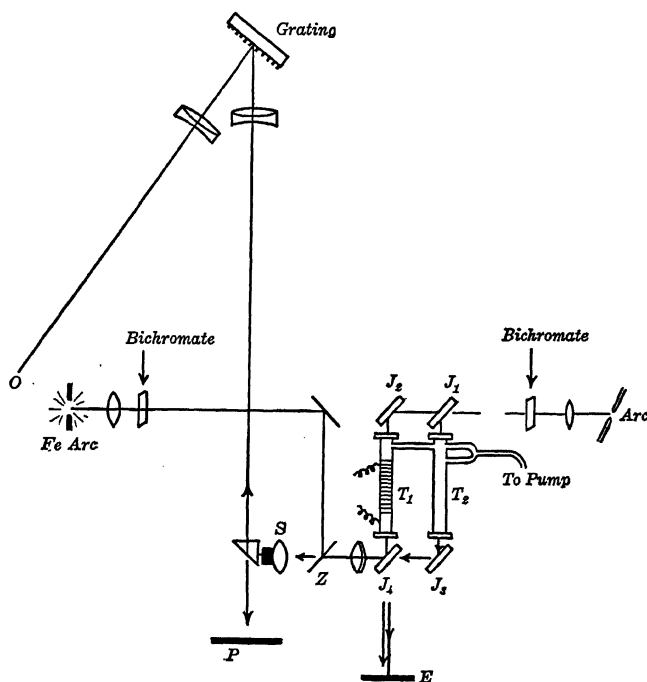 Grating
Bichromate
Bichromate
O
Fe Arc
J2
J1
Arc
T1
T2
To Pump
S
Z
J4
J3
P
E